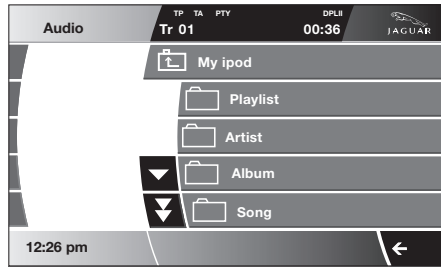 Audio
TP TA PTY DPLII
Tr 01 00:36
JAGUAR
My ipod
Playlist
Artist
Album
Song
12:26 pm